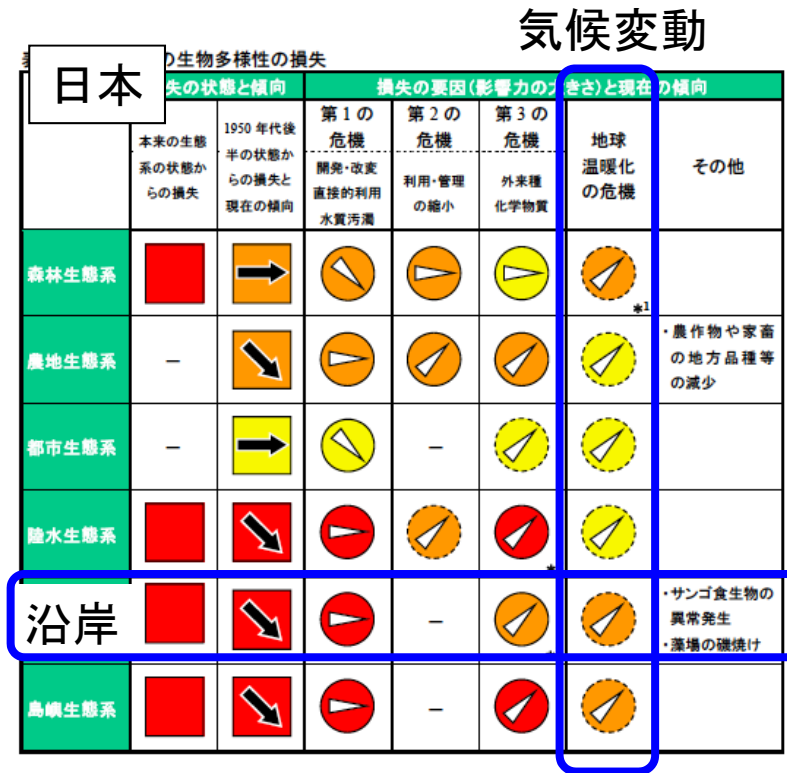 気候変動
の生物多様性の損失
日本
失の状態と傾向
損失の要因(影響力の大きさ)と現在の傾向
本来の生態
系の状態か
らの損失
1950 年代後
半の状態か
らの損失と
現在の傾向
第1の
危機
開発・改変
直接的利用
水質汚濁
第2の
危機
利用・管理
の縮小
第3の
危機
外来種
化学物質
地球
温暖化
の危機
その他
森林生態系
*1
農地生態系
－
・農作物や家畜
の地方品種等
の減少
都市生態系
－
－
陸水生態系
*
沿岸
－
・サンゴ食生物の
異常発生
・藻場の磯焼け
島嶼生態系
－